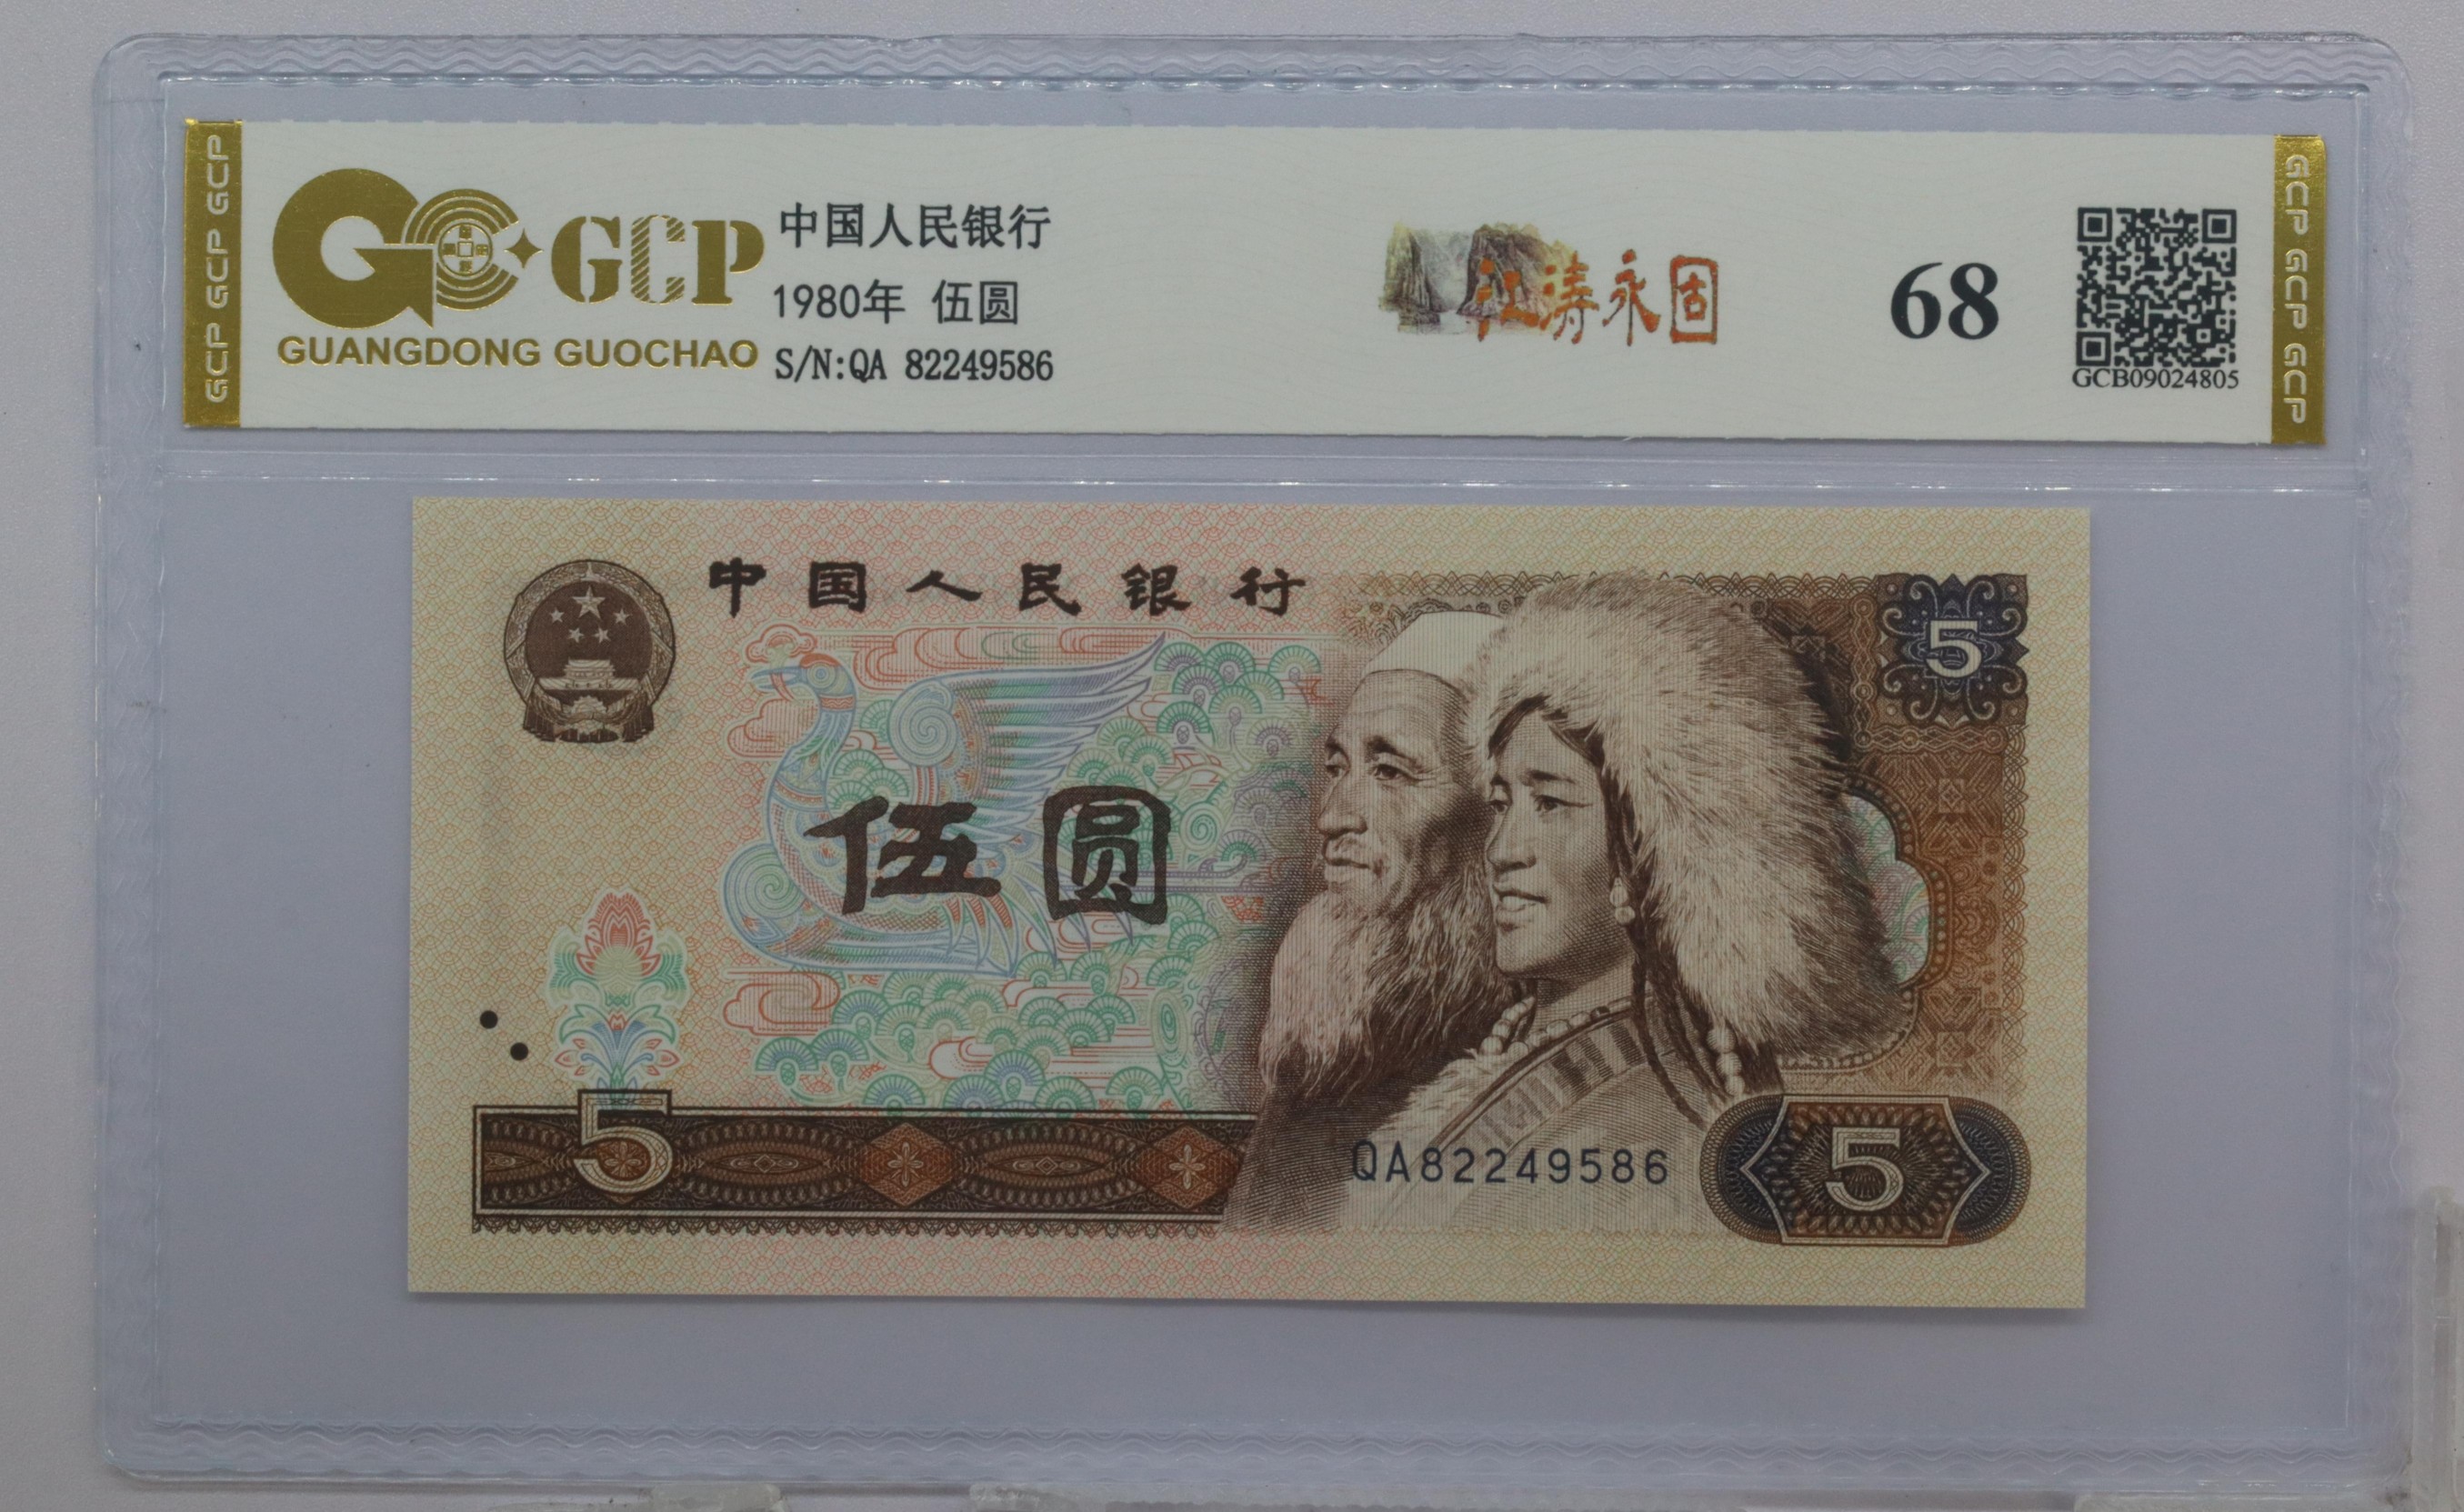 GCP GCP GCP
GCP
GUANGDONG GUOCHAO
中国人民银行
1980年 伍圆
S/N:QA 82249586
江涛永固
68
GCB09024805
GCP GCP GCP
中国人民银行
5
伍圆
5
QA82249586
5